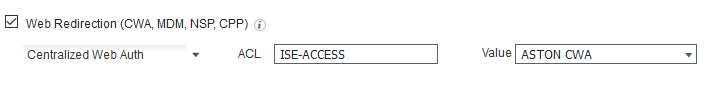 Web Redirection (CWA, MDM, NSP, CPP)
Centralized Web Auth ACL ISE-ACCESS Value ASTON CWA